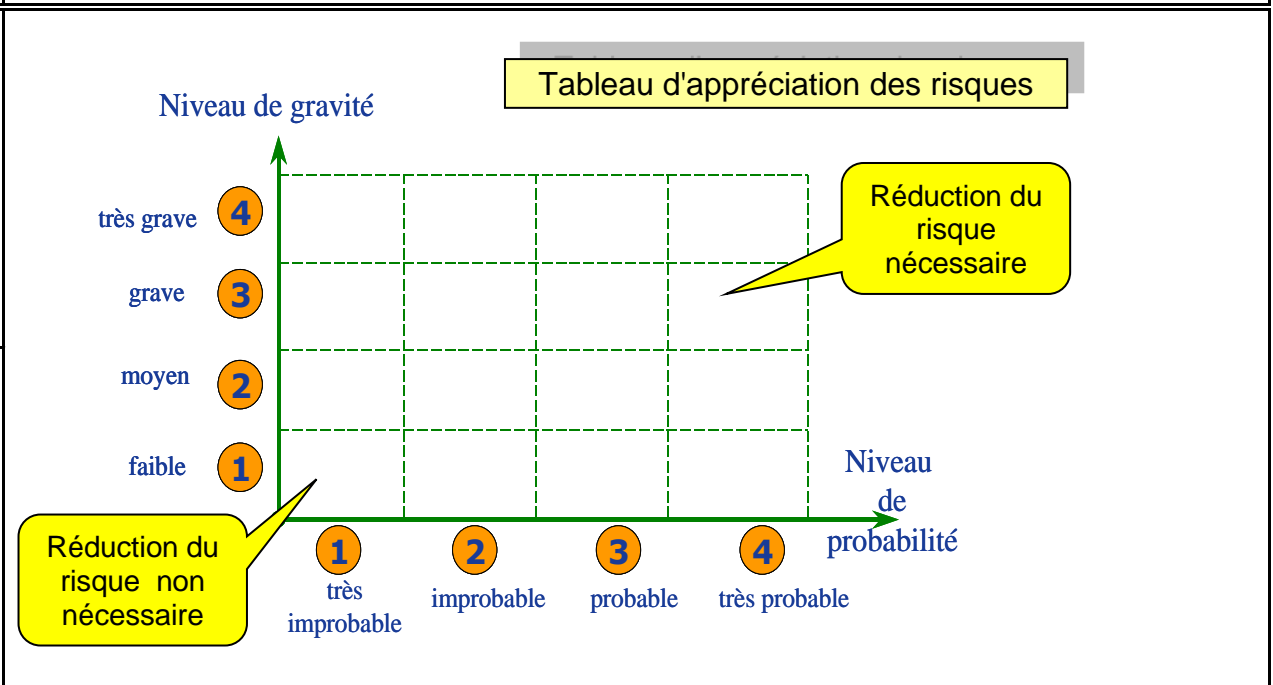 Tableau d'appréciation des risques
Niveau de gravité
Réduction du
risque
nécessaire
très grave 4
grave 3
moyen 2
faible 1
Niveau
de
probabilité
Réduction du
risque non
nécessaire
1 2 3 4
très
improbable
improbable
probable
très probable